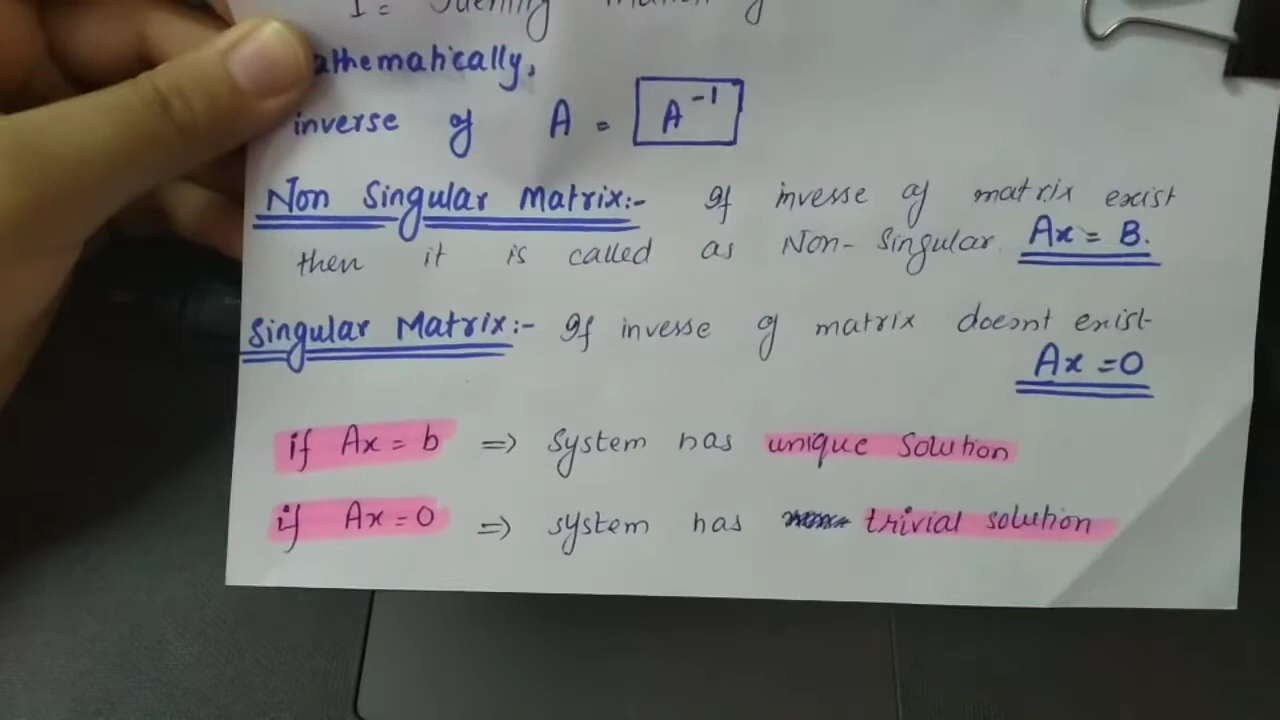 I =
athematically,
inverse of A = A⁻¹
Non Singular Matrix:- If inverse of matrix exist
then it is called as Non-Singular. Ax = B.
Singular Matrix:- If inverse of matrix doesnt exist
Ax = 0
if Ax = b => System has unique solution
if Ax = 0 => system has trivial solution